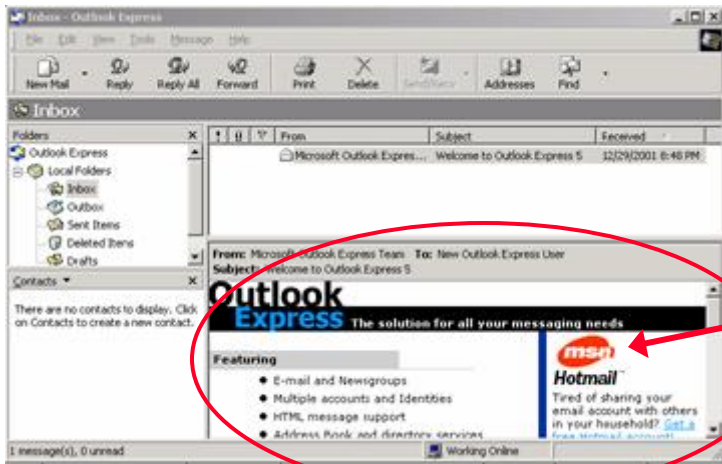 Inbox - Outlook Express
File Edit View Tools Message Help
New Mail Reply Reply All Forward Print Delete Send/Recv Addresses Find
Inbox
Folders
Outlook Express
Local Folders
Inbox
Outbox
Sent Items
Deleted Items
Drafts
Contacts
There are no contacts to display. Click
on Contacts to create a new contact.
! From Subject Received
Microsoft Outlook Expres... Welcome to Outlook Express 5 12/29/2001 8:48 PM
From: Microsoft Outlook Express Team To: New Outlook Express User
Subject: Welcome to Outlook Express 5
Outlook
Express The solution for all your messaging needs
Featuring
E-mail and Newsgroups
Multiple accounts and Identities
HTML message support
Address Book and directory services
msn
Hotmail™
Tired of sharing your
email account with others
in your household? Get a
free Hotmail account!
1 message(s), 0 unread Working Online